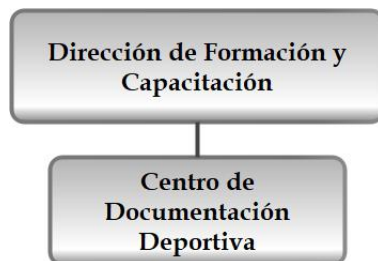 Dirección de Formación y
Capacitación
Centro de
Documentación
Deportiva